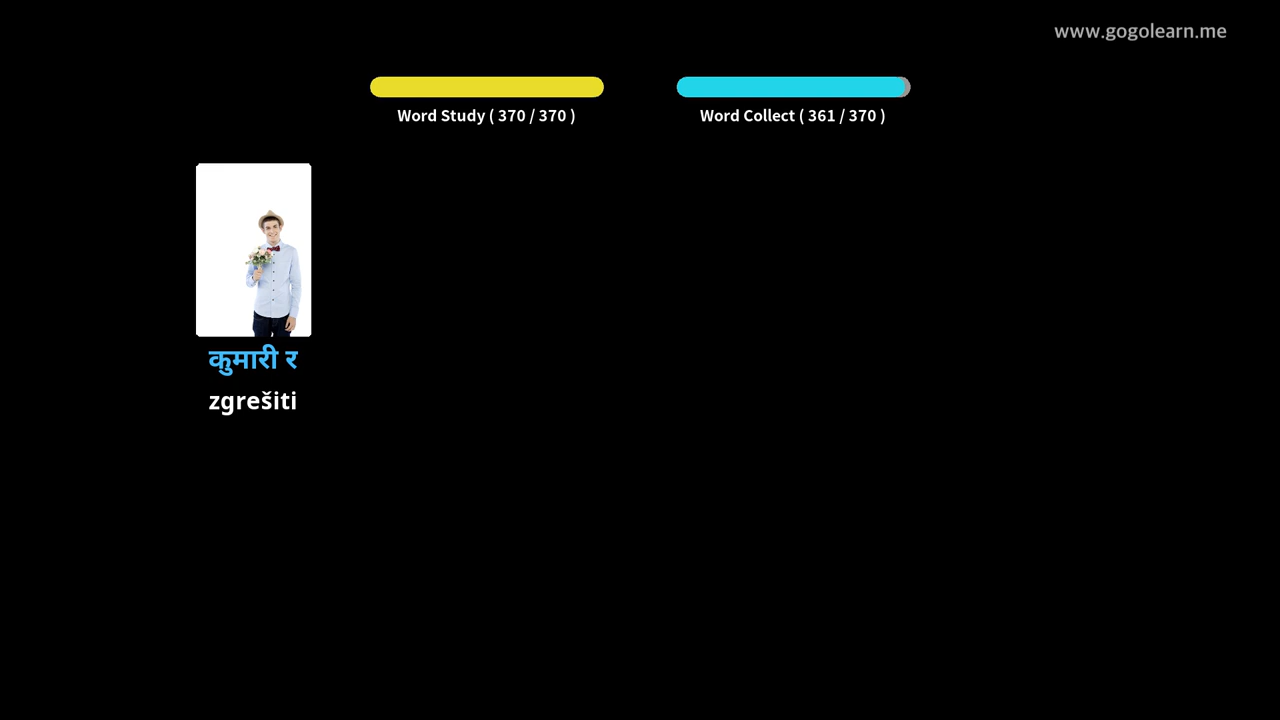 www.gogolearn.me
Word Study ( 370 / 370 )
Word Collect ( 361 / 370 )
कुमारी र
zgrešiti